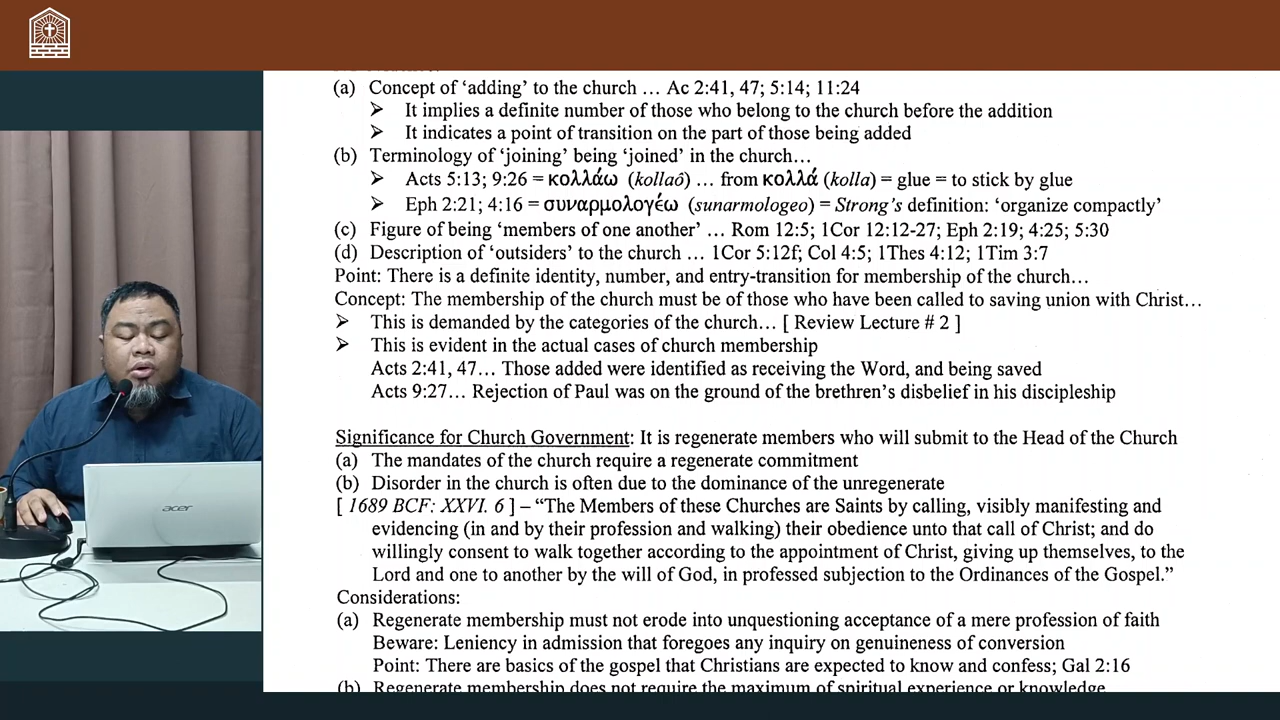 (a) Concept of ‘adding’ to the church … Ac 2:41, 47; 5:14; 11:24
➤ It implies a definite number of those who belong to the church before the addition
➤ It indicates a point of transition on the part of those being added
(b) Terminology of ‘joining’ being ‘joined’ in the church…
➤ Acts 5:13; 9:26 = κολλάω (kollaô) … from κολλά (kolla) = glue = to stick by glue
➤ Eph 2:21; 4:16 = συναρμολογέω (sunarmologeo) = Strong’s definition: ‘organize compactly’
(c) Figure of being ‘members of one another’ … Rom 12:5; 1Cor 12:12-27; Eph 2:19; 4:25; 5:30
(d) Description of ‘outsiders’ to the church … 1Cor 5:12f; Col 4:5; 1Thes 4:12; 1Tim 3:7
Point: There is a definite identity, number, and entry-transition for membership of the church…
Concept: The membership of the church must be of those who have been called to saving union with Christ…
➤ This is demanded by the categories of the church… [ Review Lecture # 2 ]
➤ This is evident in the actual cases of church membership
Acts 2:41, 47… Those added were identified as receiving the Word, and being saved
Acts 9:27… Rejection of Paul was on the ground of the brethren’s disbelief in his discipleship
Significance for Church Government: It is regenerate members who will submit to the Head of the Church
(a) The mandates of the church require a regenerate commitment
(b) Disorder in the church is often due to the dominance of the unregenerate
[ 1689 BCF: XXVI. 6 ] – “The Members of these Churches are Saints by calling, visibly manifesting and
evidencing (in and by their profession and walking) their obedience unto that call of Christ; and do
willingly consent to walk together according to the appointment of Christ, giving up themselves, to the
Lord and one to another by the will of God, in professed subjection to the Ordinances of the Gospel.”
Considerations:
(a) Regenerate membership must not erode into unquestioning acceptance of a mere profession of faith
Beware: Leniency in admission that foregoes any inquiry on genuineness of conversion
Point: There are basics of the gospel that Christians are expected to know and confess; Gal 2:16
(b) Regenerate membership does not require the maximum of spiritual experience or knowledge
acer